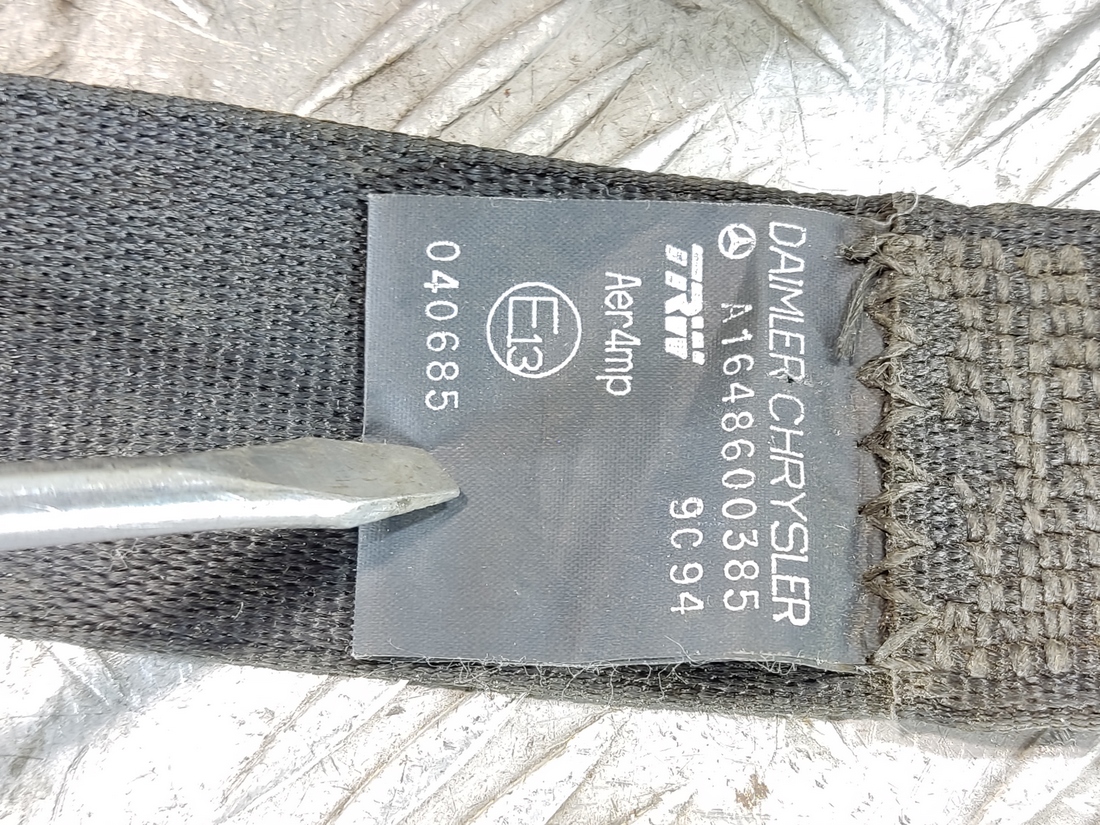 DAIMLER CHRYSLER
A1648600385
TRW 9C94
Aer4mp
E13
040685